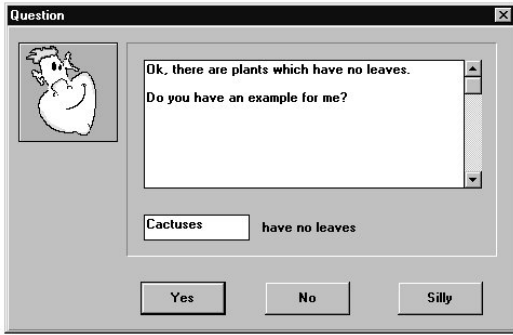 Question
Ok, there are plants which have no leaves.
Do you have an example for me?
Cactuses have no leaves
Yes No Silly